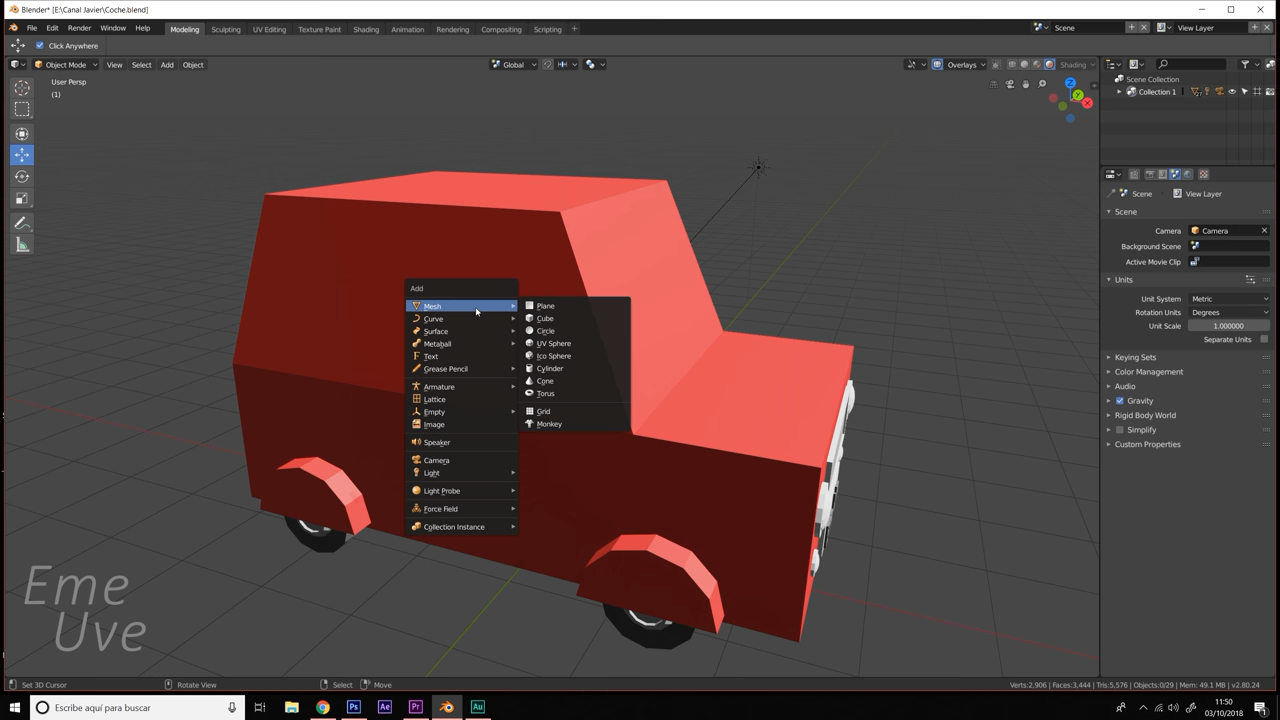 Blender* [E:\Canal Javier\Coche.blend]
File Edit Render Window Help Modeling Sculpting UV Editing Texture Paint Shading Animation Rendering Compositing Scripting + Scene View Layer
Click Anywhere
Object Mode View Select Add Object Global Overlays Shading
User Persp
(1)
Z
Y
X
Scene Collection
Collection 1
Scene View Layer
Scene
Camera Camera
Background Scene
Active Movie Clip
Units
Unit System Metric
Rotation Units Degrees
Unit Scale 1.000000
Separate Units
Keying Sets
Color Management
Audio
Gravity
Rigid Body World
Simplify
Custom Properties
Add
Mesh
Curve
Surface
Metaball
Text
Grease Pencil
Armature
Lattice
Empty
Image
Speaker
Camera
Light
Light Probe
Force Field
Collection Instance
Plane
Cube
Circle
UV Sphere
Ico Sphere
Cylinder
Cone
Torus
Grid
Monkey
Eme
Uve
Set 3D Cursor Rotate View Select Move Verts:2,906 | Faces:3,444 | Tris:5,576 | Objects:0/29 | Mem: 49.1 MB | v2.80.24
Escribe aquí para buscar Ps Ae Pr Au 11:50
03/10/2018